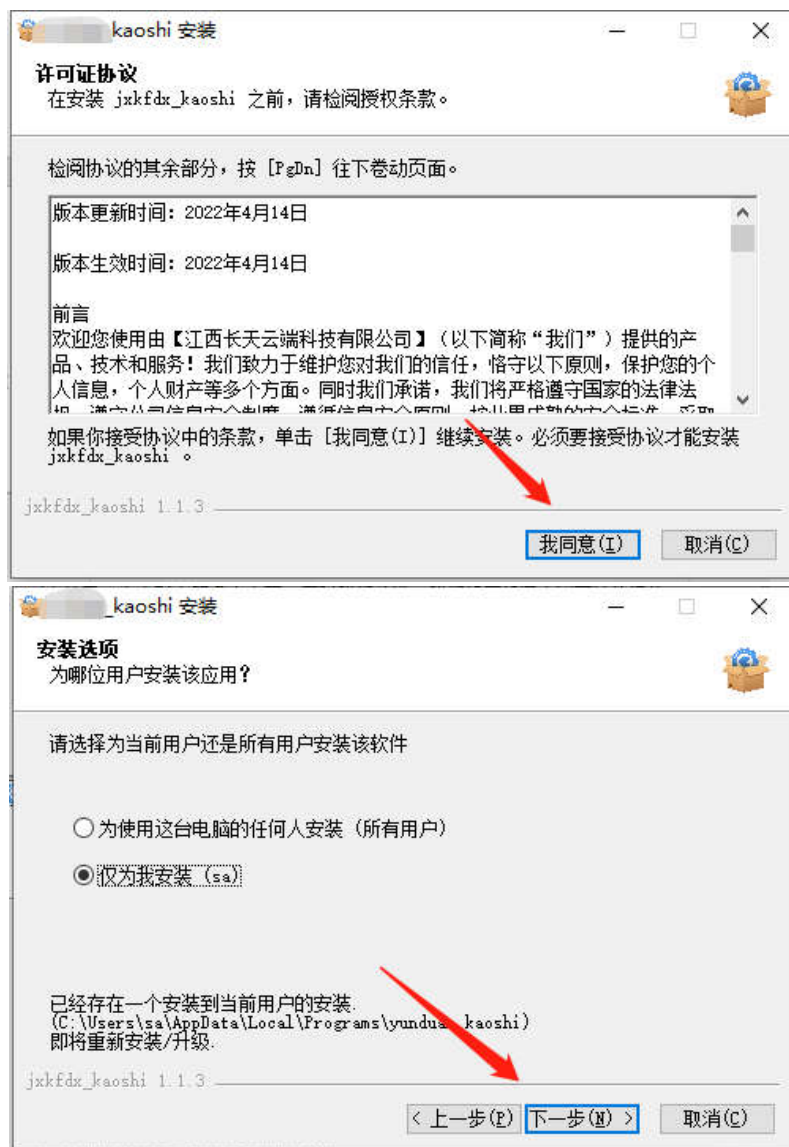 kaoshi 安装
许可证协议
在安装 jxkfdx_kaoshi 之前，请检阅授权条款。
检阅协议的其余部分，按 [PgDn] 往下卷动页面。
版本更新时间：2022年4月14日
版本生效时间：2022年4月14日
前言
欢迎您使用由【江西长天云端科技有限公司】（以下简称“我们”）提供的产
品、技术和服务！我们致力于维护您对我们的信任，恪守以下原则，保护您的个
人信息，个人财产等多个方面。同时我们承诺，我们将严格遵守国家的法律法
如果你接受协议中的条款，单击 [我同意(I)] 继续安装。必须要接受协议才能安装
jxkfdx_kaoshi 。
jxkfdx_kaoshi 1.1.3
我同意(I) 取消(C)
_kaoshi 安装
安装选项
为哪位用户安装该应用？
请选择为当前用户还是所有用户安装该软件
为使用这台电脑的任何人安装（所有用户）
仅为我安装（sa）
已经存在一个安装到当前用户的安装.
(C:\Users\sa\AppData\Local\Programs\yunduan_kaoshi)
即将重新安装/升级.
jxkfdx_kaoshi 1.1.3
< 上一步(P) 下一步(N) > 取消(C)